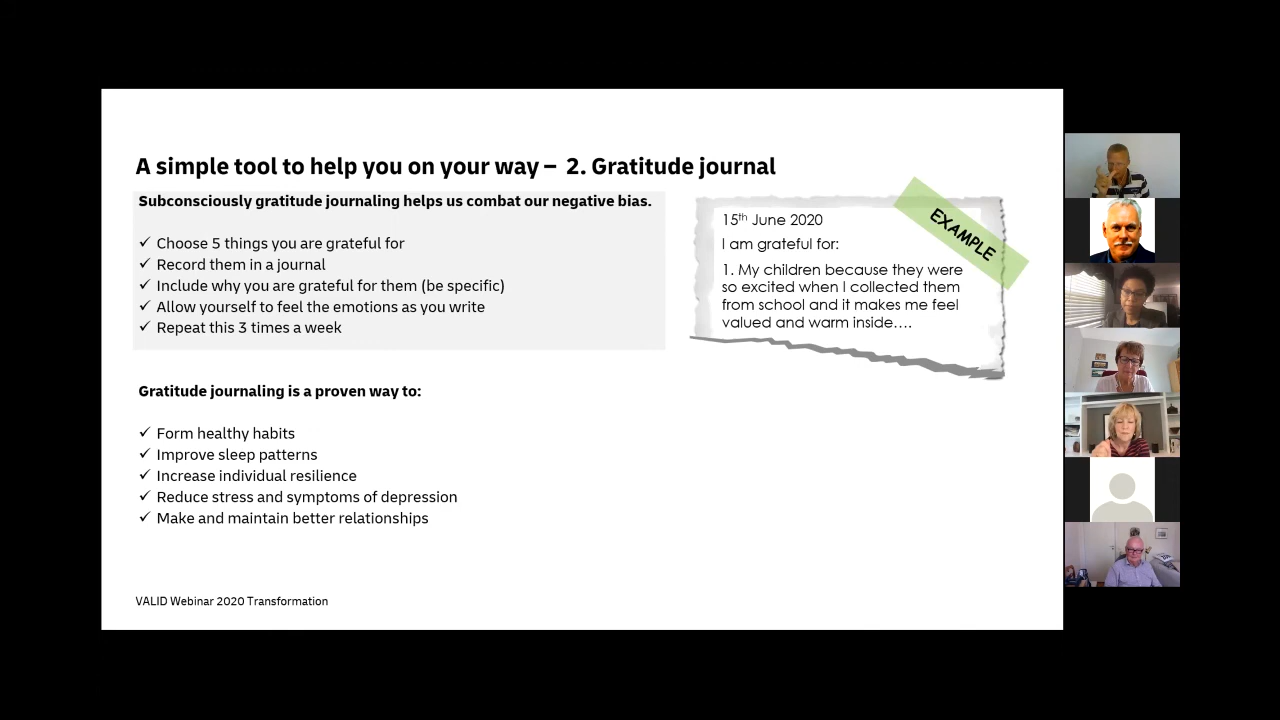 A simple tool to help you on your way – 2. Gratitude journal
Subconsciously gratitude journaling helps us combat our negative bias.
✓ Choose 5 things you are grateful for
✓ Record them in a journal
✓ Include why you are grateful for them (be specific)
✓ Allow yourself to feel the emotions as you write
✓ Repeat this 3 times a week
EXAMPLE
15th June 2020
I am grateful for:
1. My children because they were
so excited when I collected them
from school and it makes me feel
valued and warm inside....
Gratitude journaling is a proven way to:
✓ Form healthy habits
✓ Improve sleep patterns
✓ Increase individual resilience
✓ Reduce stress and symptoms of depression
✓ Make and maintain better relationships
VALID Webinar 2020 Transformation